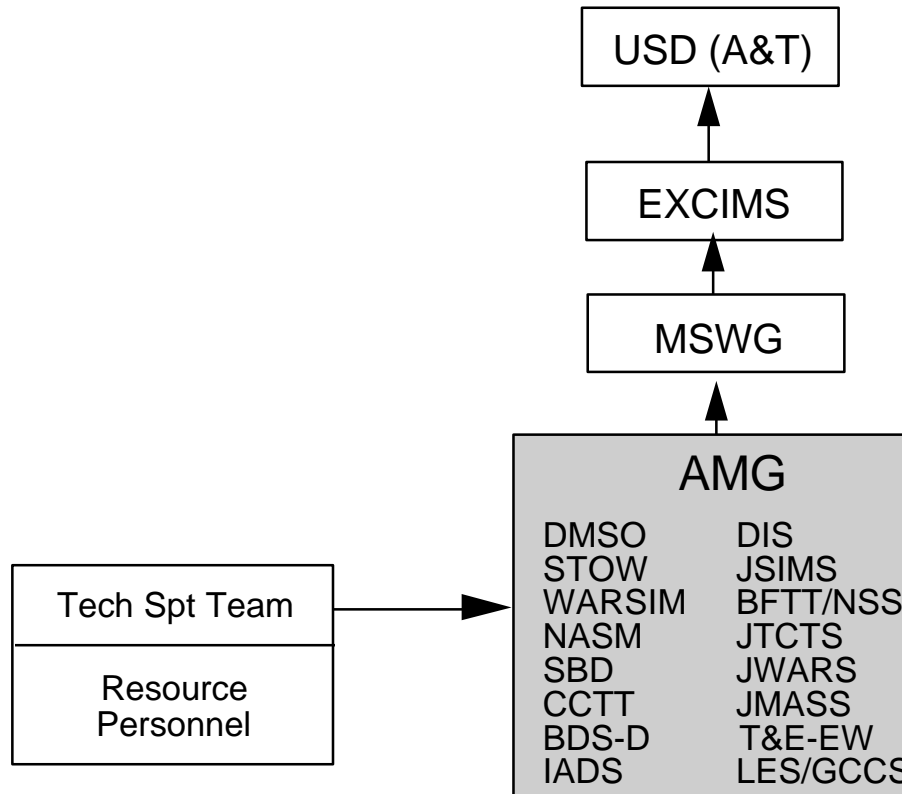 USD (A&T)
EXCIMS
MSWG
AMG
DMSO DIS
STOW JSIMS
WARSIM BFTT/NSS
NASM JTCTS
SBD JWARS
CCTT JMASS
BDS-D T&E-EW
IADS LES/GCCS
Tech Spt Team
Resource
Personnel